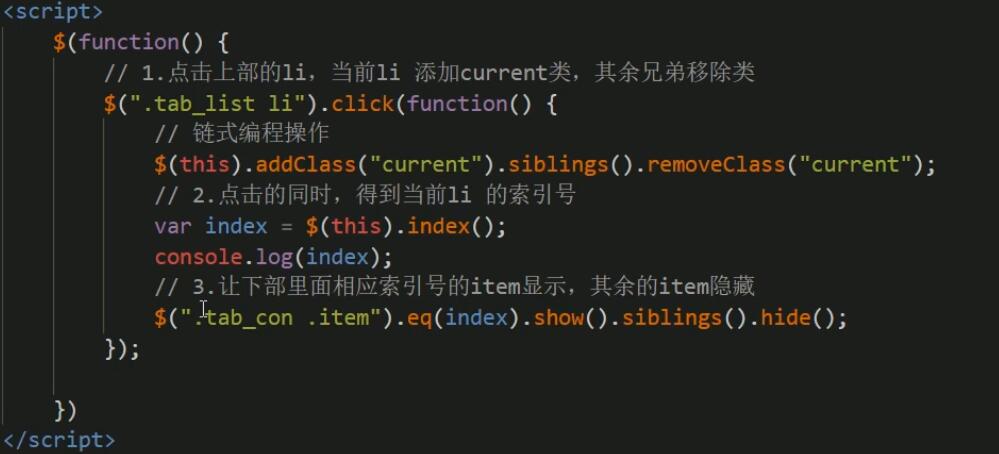 <script>
$(function() {
// 1.点击上部的li，当前li 添加current类，其余兄弟移除类
$(".tab_list li").click(function() {
// 链式编程操作
$(this).addClass("current").siblings().removeClass("current");
// 2.点击的同时，得到当前li 的索引号
var index = $(this).index();
console.log(index);
// 3.让下部里面相应索引号的item显示，其余的item隐藏
$(".tab_con .item").eq(index).show().siblings().hide();
});
})
</script>